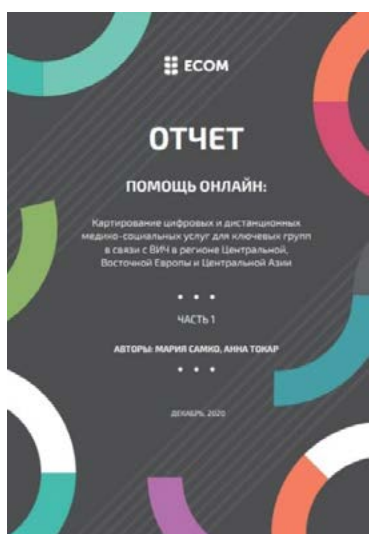 ECOM
ОТЧЕТ
ПОМОЩЬ ОНЛАЙН:
Картирование цифровых и дистанционных
медико-социальных услуг для ключевых групп
в связи с ВИЧ в регионе Центральной,
Восточной Европы и Центральной Азии
ЧАСТЬ 1
АВТОРЫ: МАРИЯ САМКО, АННА ТОКАР
ДЕКАБРЬ, 2020